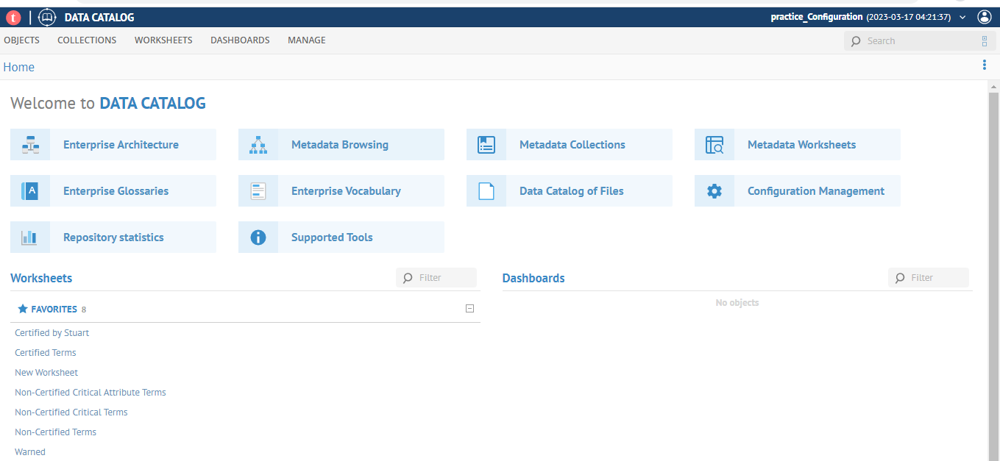 t DATA CATALOG practice_Configuration (2023-03-17 04:21:37)
OBJECTS COLLECTIONS WORKSHEETS DASHBOARDS MANAGE Search
Home
Welcome to DATA CATALOG
Enterprise Architecture Metadata Browsing Metadata Collections Metadata Worksheets
A Enterprise Glossaries Enterprise Vocabulary Data Catalog of Files Configuration Management
Repository statistics Supported Tools
Worksheets Filter Dashboards Filter
FAVORITES 8 No objects
Certified by Stuart
Certified Terms
New Worksheet
Non-Certified Critical Attribute Terms
Non-Certified Critical Terms
Non-Certified Terms
Warned